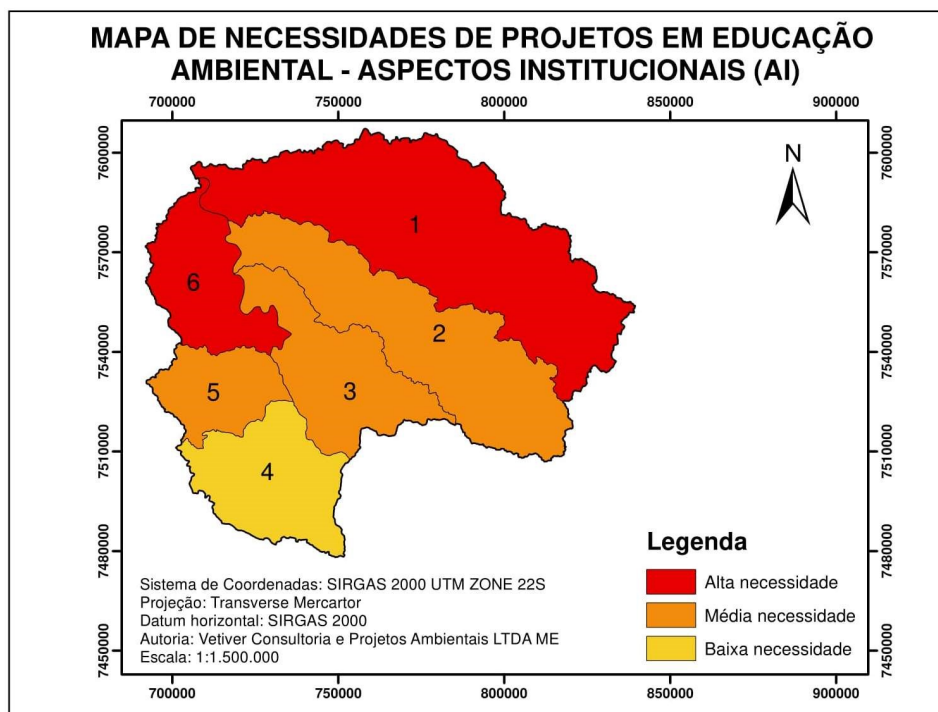 MAPA DE NECESSIDADES DE PROJETOS EM EDUCAÇÃO
AMBIENTAL - ASPECTOS INSTITUCIONAIS (AI)
700000 750000 800000 850000 900000
7600000 7600000
N
1
7570000 7570000
6
2
7540000 7540000
5
3
7510000 7510000
4
Legenda
7480000 7480000
Alta necessidade
Média necessidade
Baixa necessidade
Sistema de Coordenadas: SIRGAS 2000 UTM ZONE 22S
Projeção: Transverse Mercartor
Datum horizontal: SIRGAS 2000
Autoria: Vetiver Consultoria e Projetos Ambientais LTDA ME
Escala: 1:1.500.000
7450000 7450000
700000 750000 800000 850000 900000